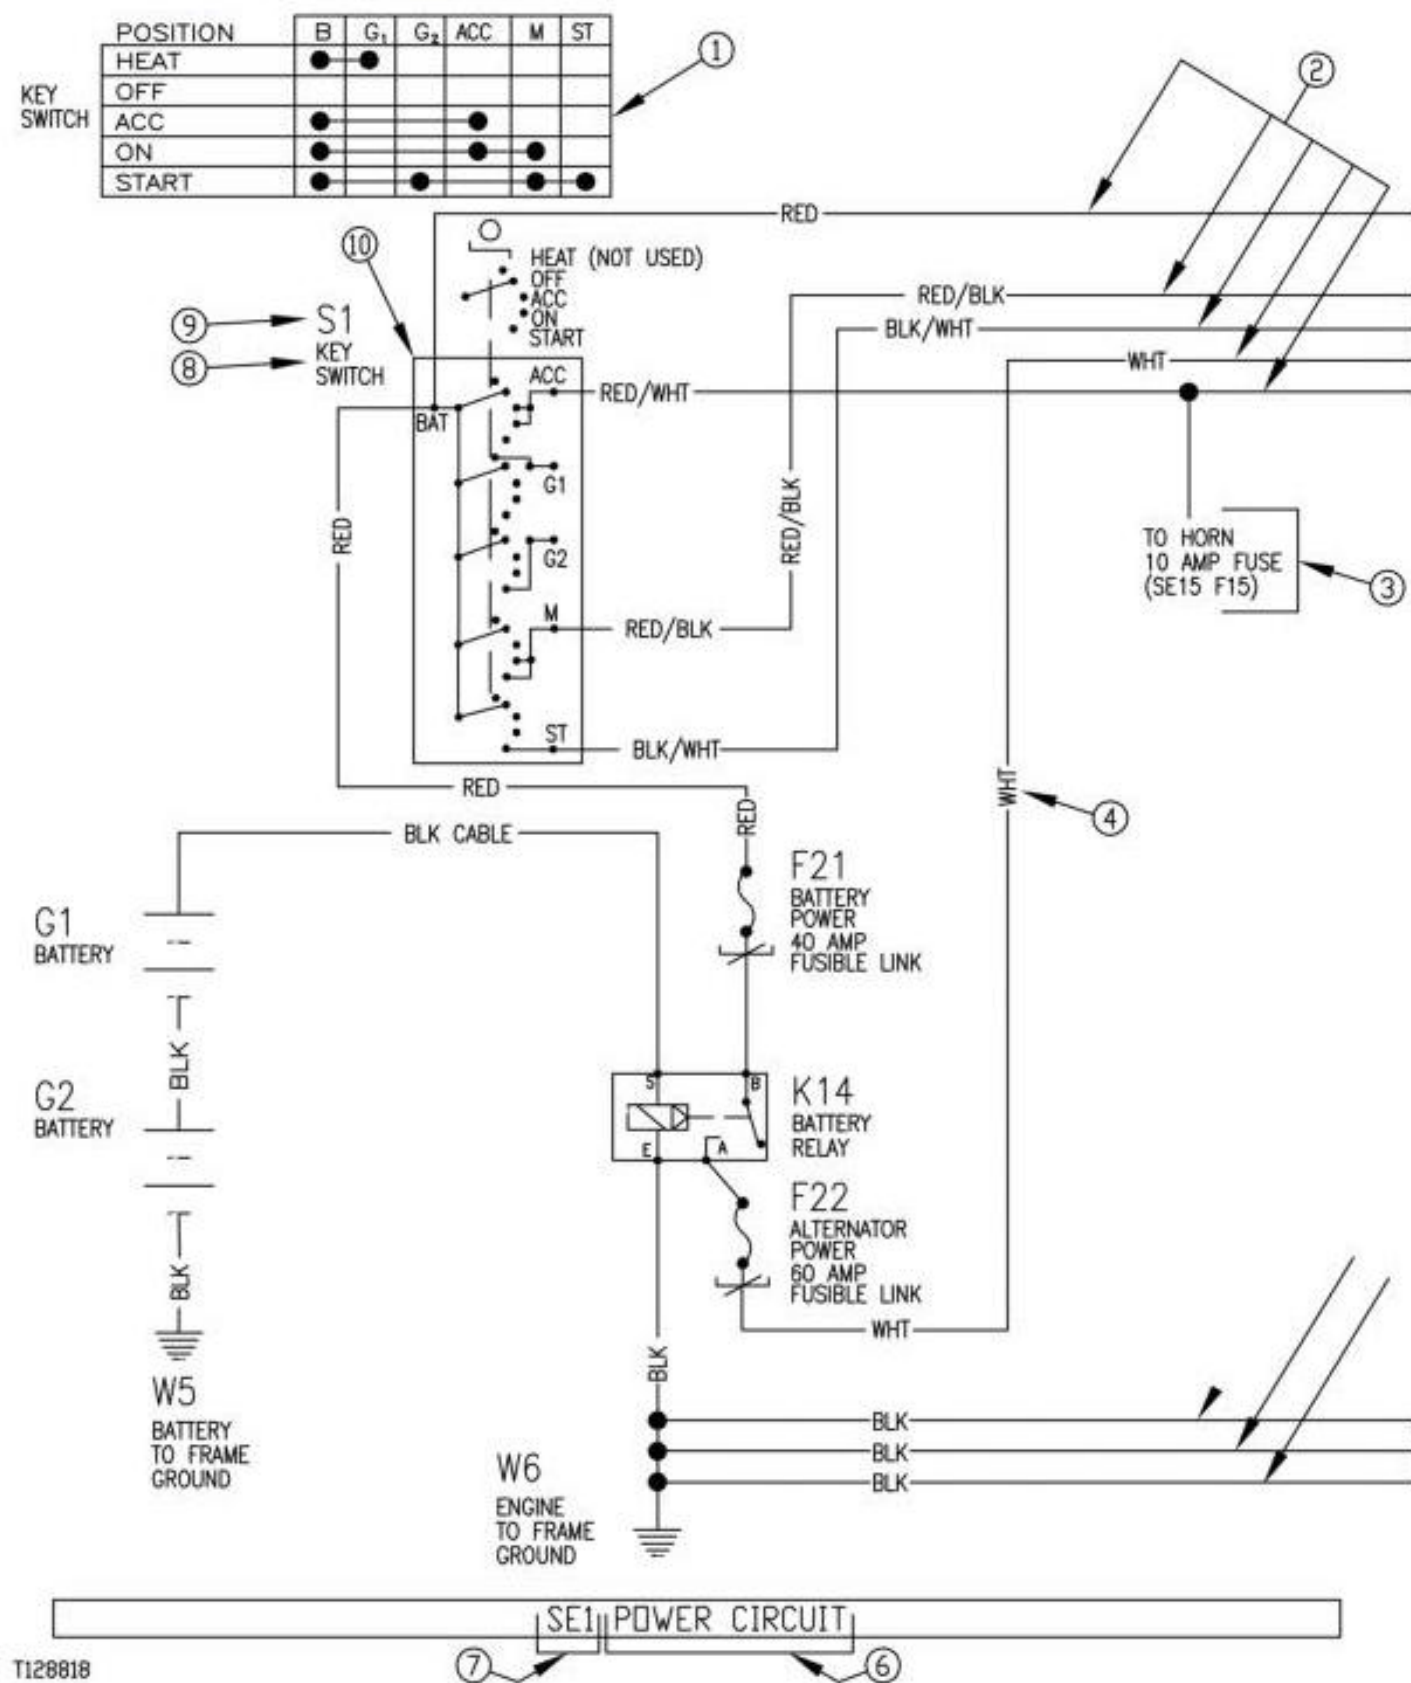 POSITION B G₁ G₂ ACC M ST
HEAT
OFF
ACC
ON
START
KEY
SWITCH
1
2
RED
10
HEAT (NOT USED)
OFF
ACC
ON
START
RED/BLK
BLK/WHT
WHT
9
S1
8
KEY
SWITCH
ACC
RED/WHT
BAT
G1
RED
RED/BLK
G2
TO HORN
10 AMP FUSE
(SE15 F15)
3
M
RED/BLK
ST
BLK/WHT
RED
WHT
4
RED
BLK CABLE
F21
BATTERY
POWER
40 AMP
FUSIBLE LINK
G1
BATTERY
BLK
G2
BATTERY
S
B
E
A
K14
BATTERY
RELAY
F22
ALTERNATOR
POWER
60 AMP
FUSIBLE LINK
BLK
WHT
BLK
W5
BATTERY
TO FRAME
GROUND
BLK
BLK
BLK
W6
ENGINE
TO FRAME
GROUND
SE1 POWER CIRCUIT
7
6
T128818